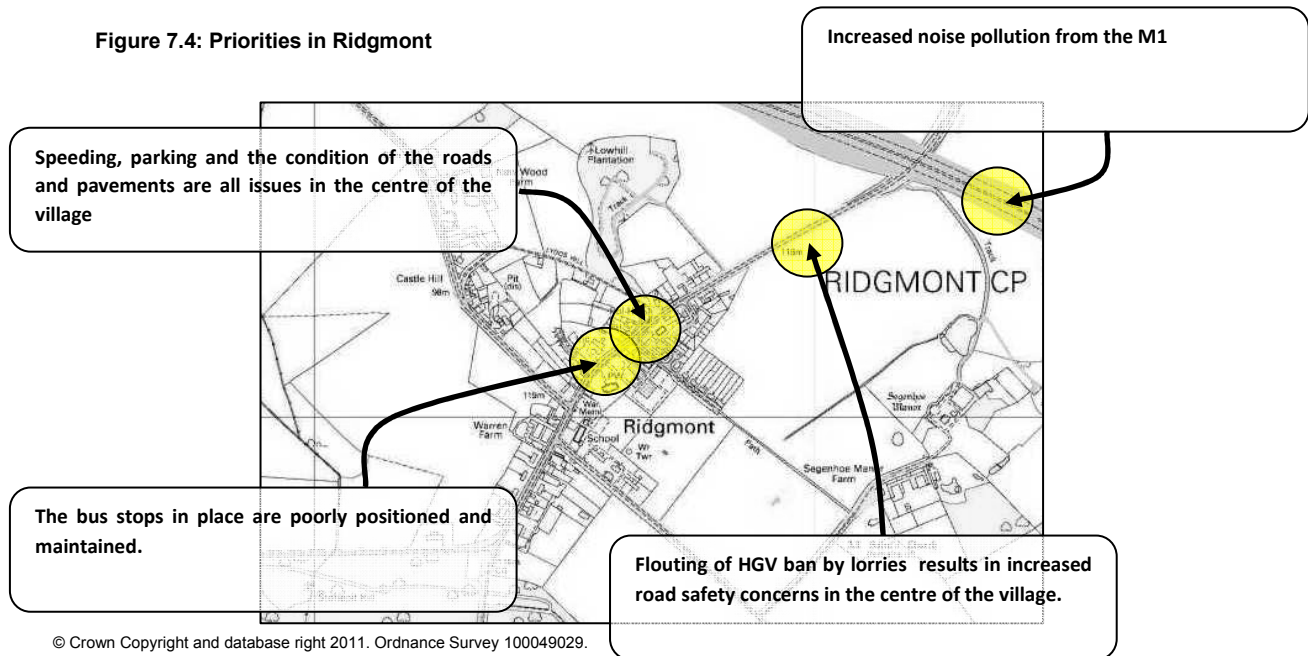 Figure 7.4: Priorities in Ridgmont
Increased noise pollution from the M1
Speeding, parking and the condition of the roads
and pavements are all issues in the centre of the
village
Lowhill
Plantation
Wood
Farm
Track
LYDDS HILL
Castle Hill
98m
Pit
(dis)
116m
Track
RIDGMONT CP
119m
War
Meml
Warren
Farm
School
Ridgmont
Wr
Twr
Path
Segenhoe
Manor
Segenhoe Manor
Farm
The bus stops in place are poorly positioned and
maintained.
Flouting of HGV ban by lorries results in increased
road safety concerns in the centre of the village.
© Crown Copyright and database right 2011. Ordnance Survey 100049029.